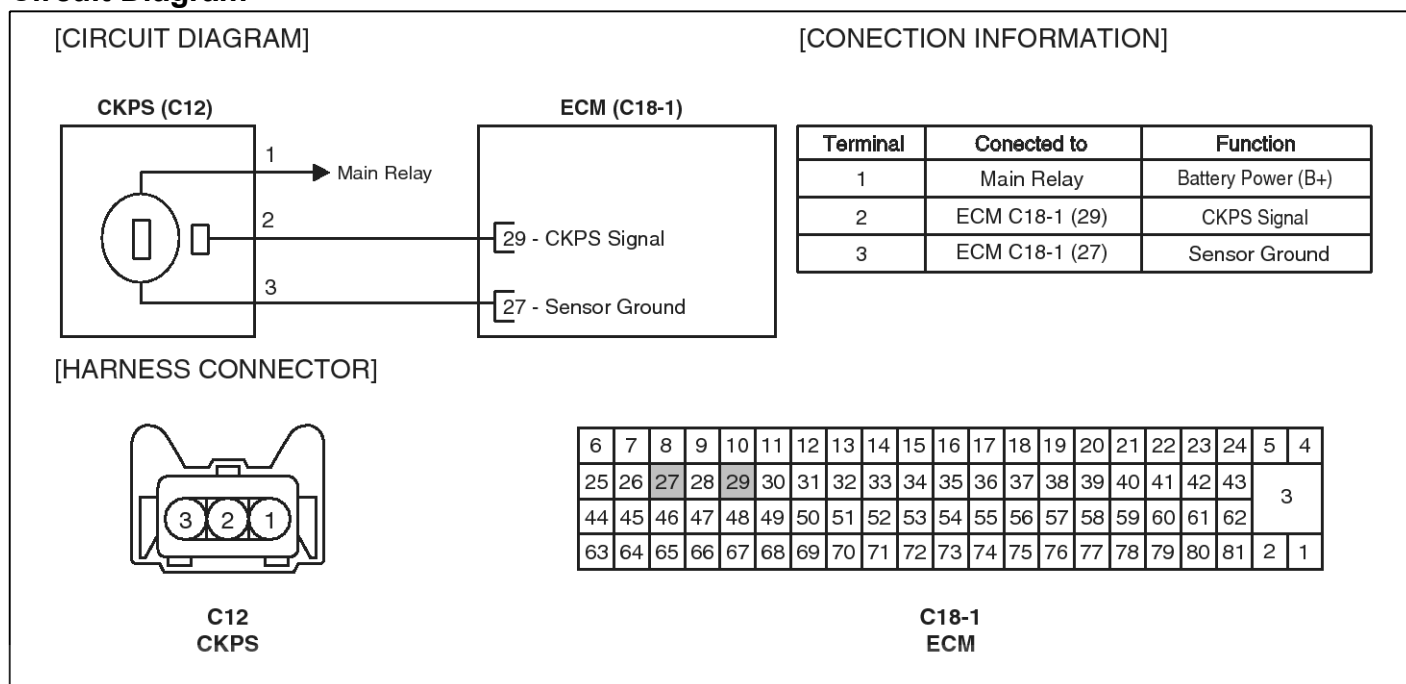 Circuit Diagram
[CIRCUIT DIAGRAM]
[CONECTION INFORMATION]
CKPS (C12)
ECM (C18-1)
1
Main Relay
2
29 - CKPS Signal
3
27 - Sensor Ground
Terminal Conected to Function
1 Main Relay Battery Power (B+)
2 ECM C18-1 (29) CKPS Signal
3 ECM C18-1 (27) Sensor Ground
[HARNESS CONNECTOR]
3 2 1
C12
CKPS
6 7 8 9 10 11 12 13 14 15 16 17 18 19 20 21 22 23 24 5 4
25 26 27 28 29 30 31 32 33 34 35 36 37 38 39 40 41 42 43 3
44 45 46 47 48 49 50 51 52 53 54 55 56 57 58 59 60 61 62
63 64 65 66 67 68 69 70 71 72 73 74 75 76 77 78 79 80 81 2 1
C18-1
ECM